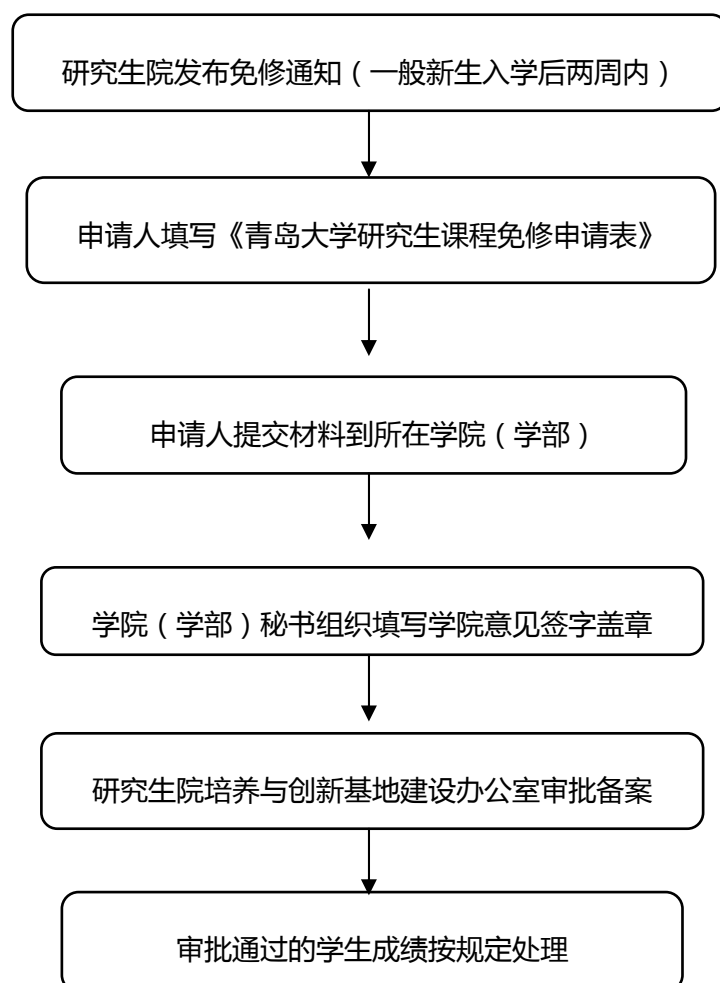 研究生院发布免修通知（一般新生入学后两周内）
申请人填写《青岛大学研究生课程免修申请表》
申请人提交材料到所在学院（学部）
学院（学部）秘书组织填写学院意见签字盖章
研究生院培养与创新基地建设办公室审批备案
审批通过的学生成绩按规定处理